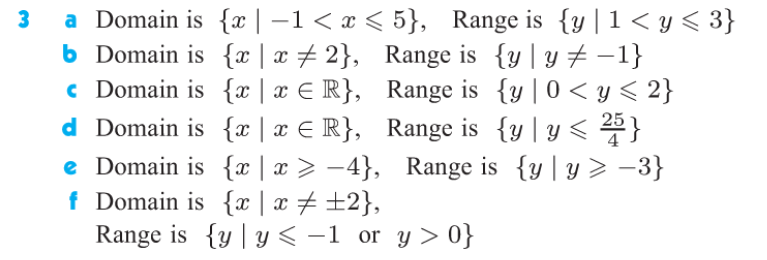 3 a Domain is {x | −1 < x ⩽ 5}, Range is {y | 1 < y ⩽ 3}
b Domain is {x | x ≠ 2}, Range is {y | y ≠ −1}
c Domain is {x | x ∈ ℝ}, Range is {y | 0 < y ⩽ 2}
d Domain is {x | x ∈ ℝ}, Range is {y | y ⩽ 25/4}
e Domain is {x | x ⩾ −4}, Range is {y | y ⩾ −3}
f Domain is {x | x ≠ ±2},
Range is {y | y ⩽ −1 or y > 0}